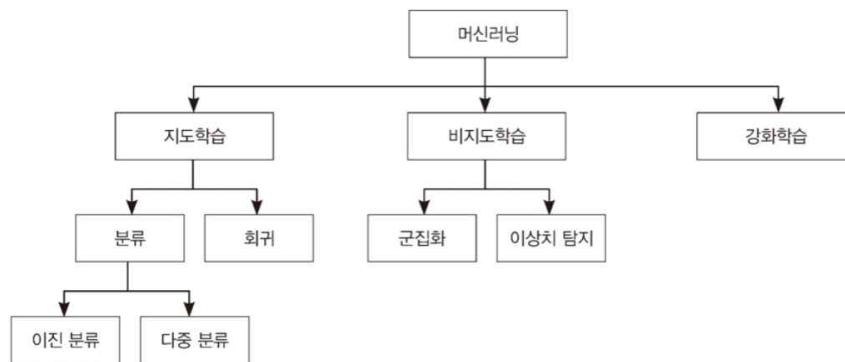 머신러닝
지도학습
비지도학습
강화학습
분류
회귀
군집화
이상치 탐지
이진 분류
다중 분류